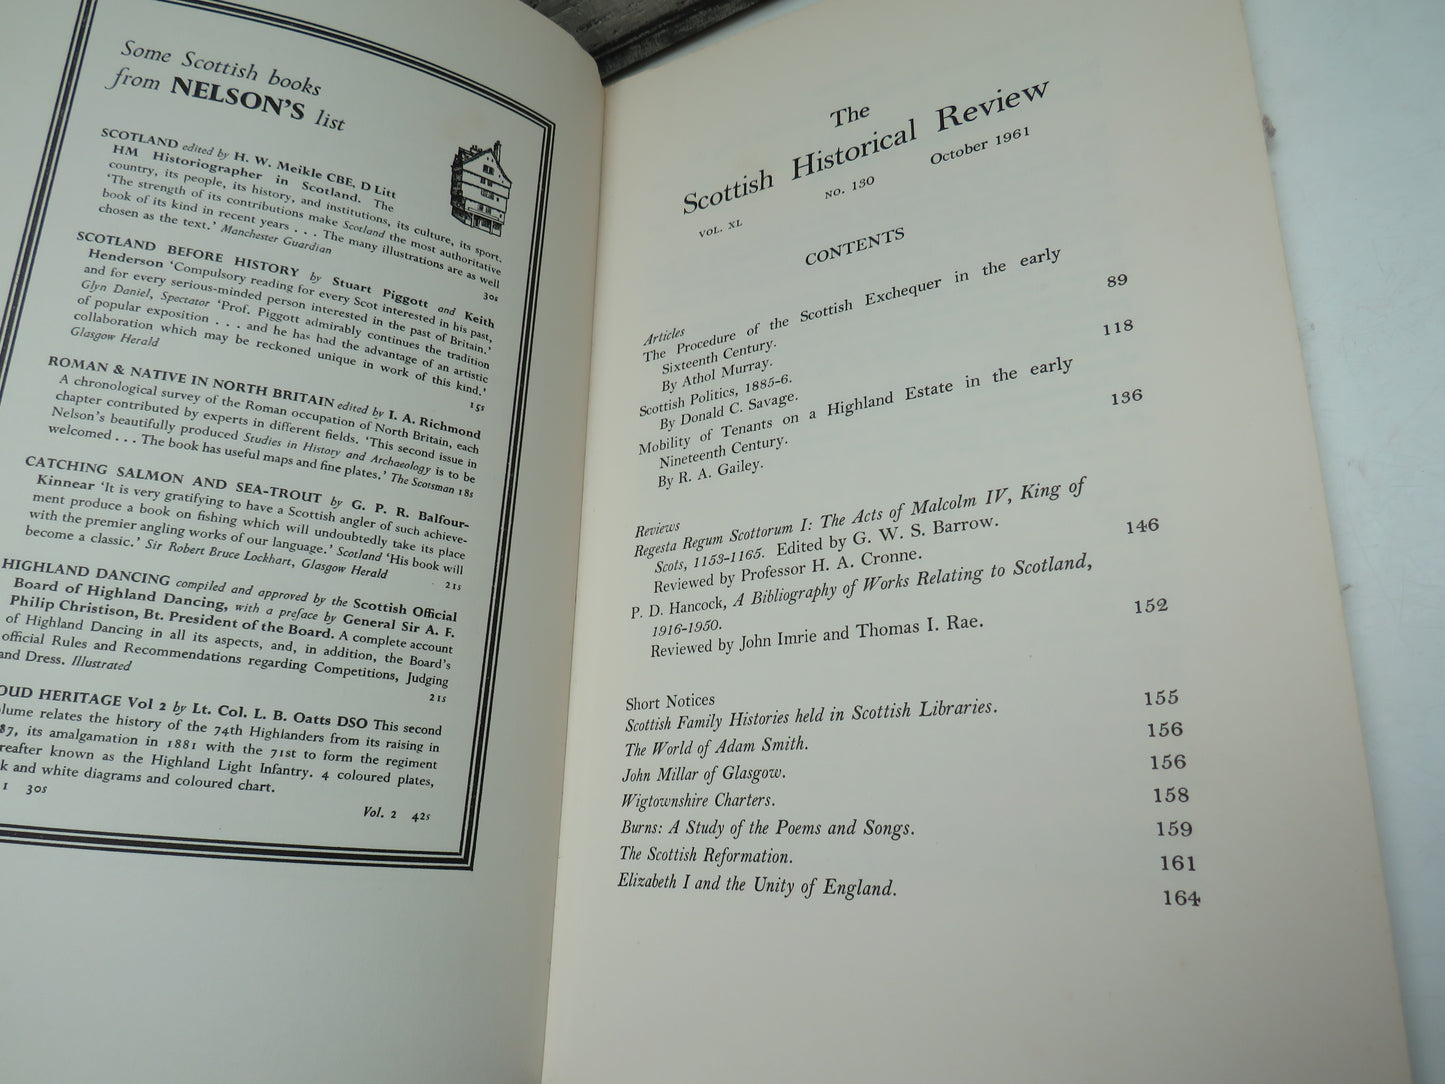 Some Scottish books
from NELSON'S list
SCOTLAND edited by H. W. Meikle CBE, D Litt
HM Historiographer in Scotland. The
country, its people, its history, and institutions, its culture, its sport.
'The strength of its contributions make Scotland the most authoritative
book of its kind in recent years . . . The many illustrations are as well
chosen as the text.' Manchester Guardian 30s
SCOTLAND BEFORE HISTORY by Stuart Piggott and Keith
Henderson 'Compulsory reading for every Scot interested in his past,
and for every serious-minded person interested in the past of Britain.'
Glyn Daniel, Spectator 'Prof. Piggott admirably continues the tradition
of popular exposition . . . and he has had the advantage of an artistic
collaboration which may be reckoned unique in work of this kind.'
Glasgow Herald 15s
ROMAN & NATIVE IN NORTH BRITAIN edited by I. A. Richmond
A chronological survey of the Roman occupation of North Britain, each
chapter contributed by experts in different fields. 'This second issue in
Nelson's beautifully produced Studies in History and Archaeology is to be
welcomed . . . The book has useful maps and fine plates.' The Scotsman 18s
CATCHING SALMON AND SEA-TROUT by G. P. R. Balfour-
Kinnear 'It is very gratifying to have a Scottish angler of such achieve-
ment produce a book on fishing which will undoubtedly take its place
with the premier angling works of our language.' Scotland 'His book will
become a classic.' Sir Robert Bruce Lockhart, Glasgow Herald 21s
HIGHLAND DANCING compiled and approved by the Scottish Official
Board of Highland Dancing, with a preface by General Sir A. F.
Philip Christison, Bt. President of the Board. A complete account
of Highland Dancing in all its aspects, and, in addition, the Board's
official Rules and Recommendations regarding Competitions, Judging
and Dress. Illustrated 21s
OUD HERITAGE Vol 2 by Lt. Col. L. B. Oatts DSO This second
lume relates the history of the 74th Highlanders from its raising in
87, its amalgamation in 1881 with the 71st to form the regiment
reafter known as the Highland Light Infantry. 4 coloured plates,
k and white diagrams and coloured chart.
1 30s Vol. 2 42s
The
Scottish Historical Review
VOL. XL NO. 130 October 1961
CONTENTS
Articles
The Procedure of the Scottish Exchequer in the early
Sixteenth Century. 89
By Athol Murray.
Scottish Politics, 1885-6. 118
By Donald C. Savage.
Mobility of Tenants on a Highland Estate in the early
Nineteenth Century. 136
By R. A. Gailey.
Reviews
Regesta Regum Scottorum I: The Acts of Malcolm IV, King of
Scots, 1153-1165. Edited by G. W. S. Barrow. 146
Reviewed by Professor H. A. Cronne.
P. D. Hancock, A Bibliography of Works Relating to Scotland,
1916-1950. 152
Reviewed by John Imrie and Thomas I. Rae.
Short Notices
Scottish Family Histories held in Scottish Libraries. 155
The World of Adam Smith. 156
John Millar of Glasgow. 156
Wigtownshire Charters. 158
Burns: A Study of the Poems and Songs. 159
The Scottish Reformation. 161
Elizabeth I and the Unity of England. 164